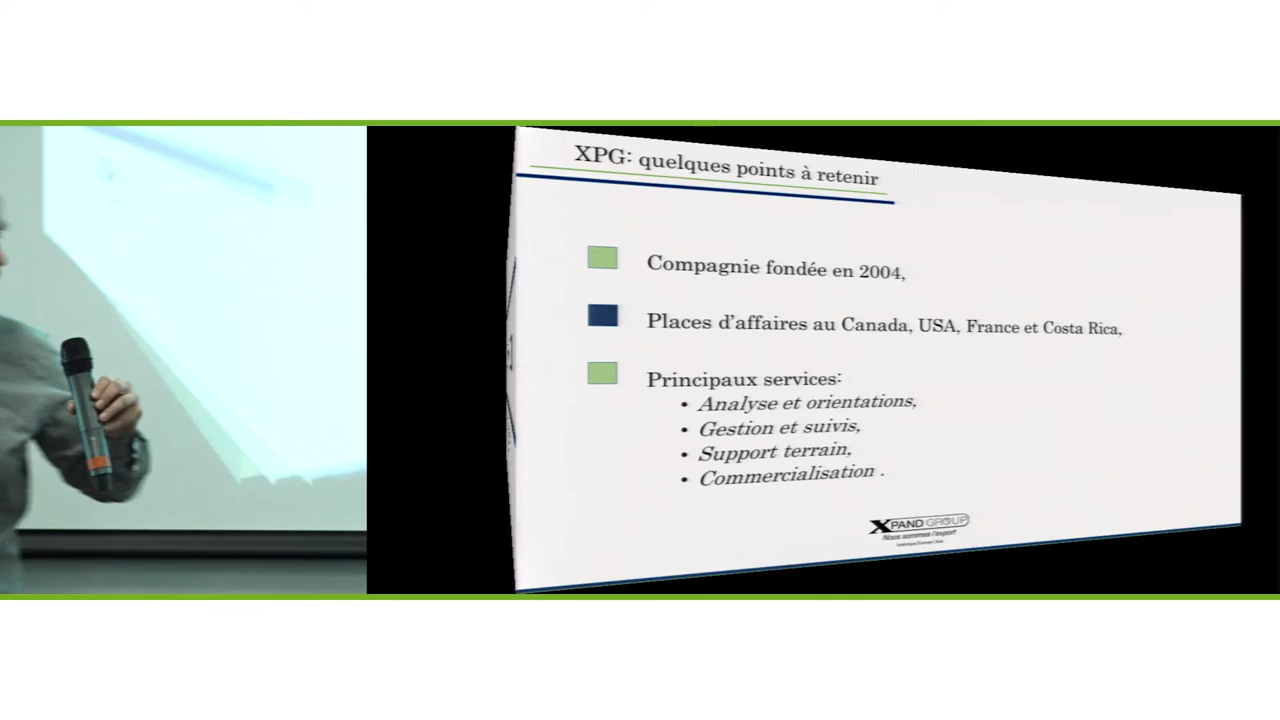 XPG: quelques points à retenir
Compagnie fondée en 2004,
Places d'affaires au Canada, USA, France et Costa Rica,
Principaux services:
• Analyse et orientations,
• Gestion et suivis,
• Support terrain,
• Commercialisation .
XPAND GROUP
Nous sommes l'export